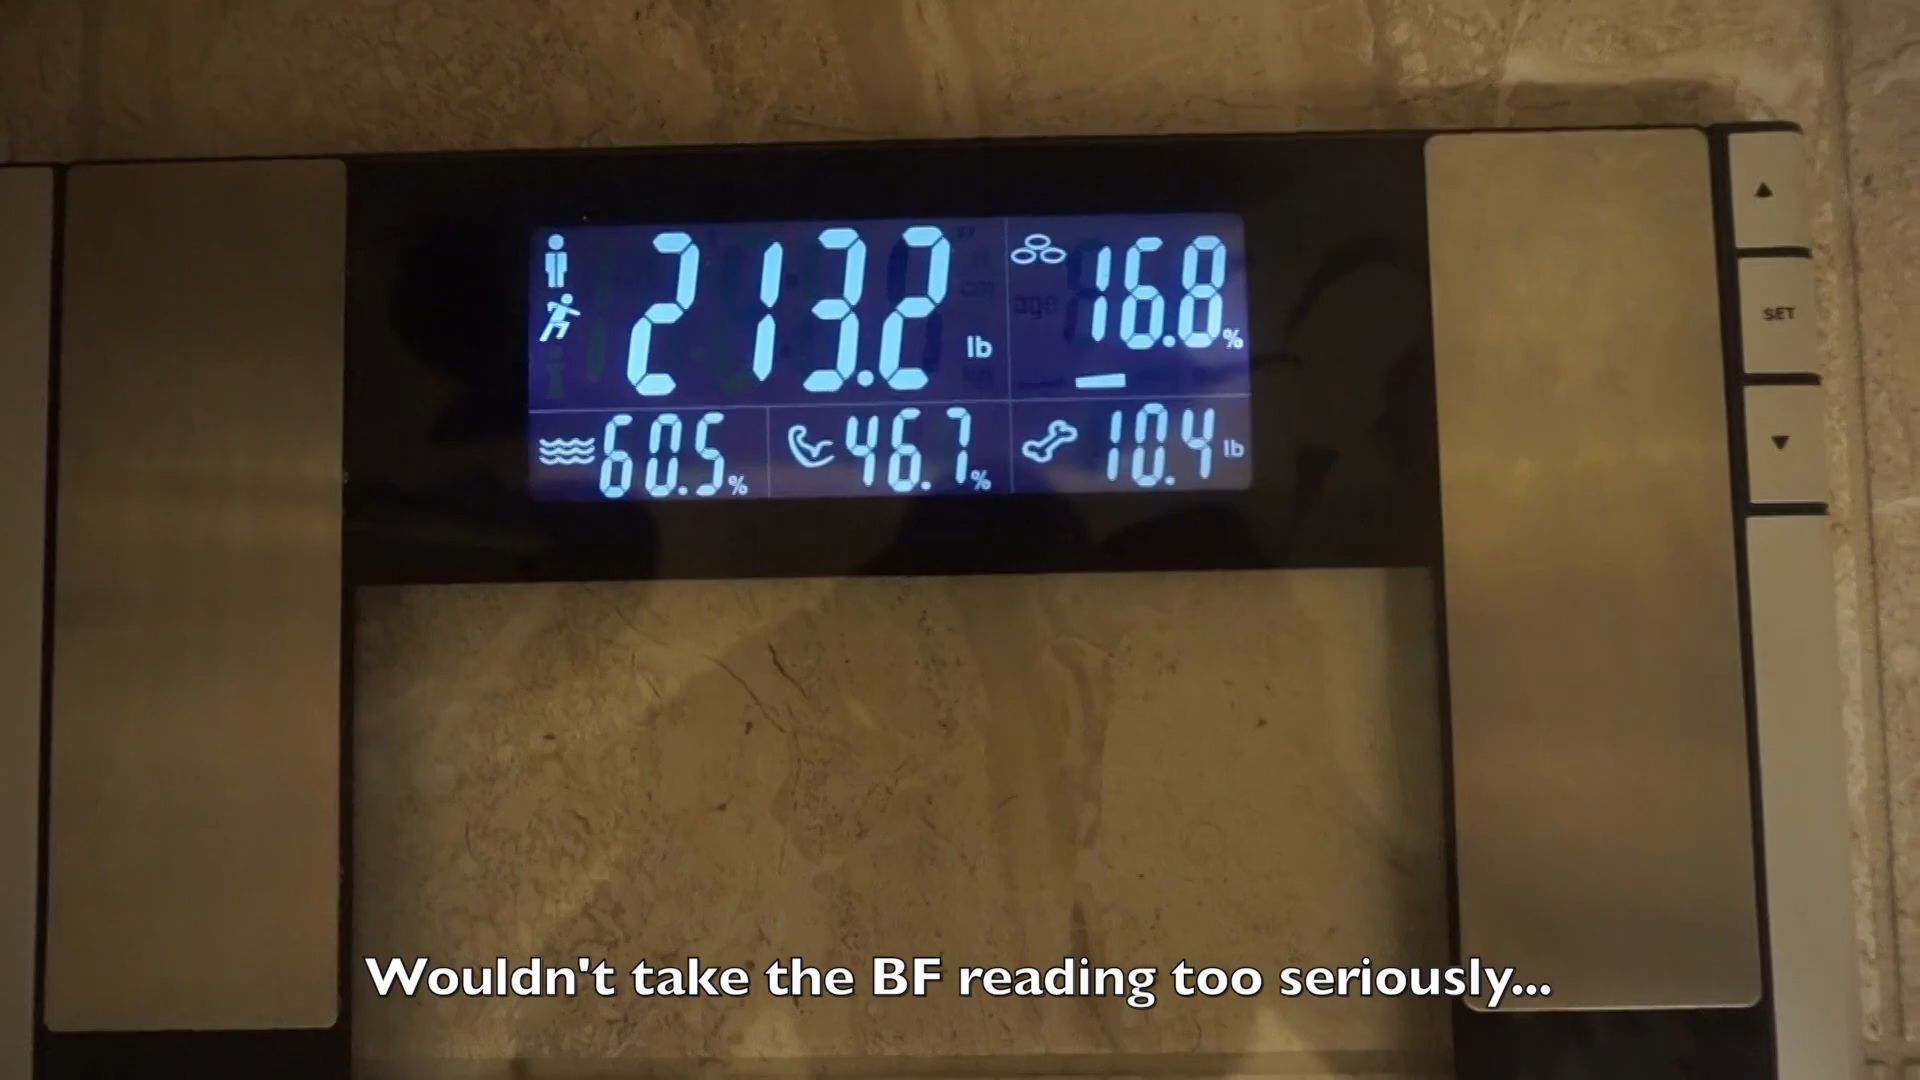 213.2 lb
16.8 %
60.5 %
46.7 %
10.4 lb
▲
SET
▼
Wouldn't take the BF reading too seriously...